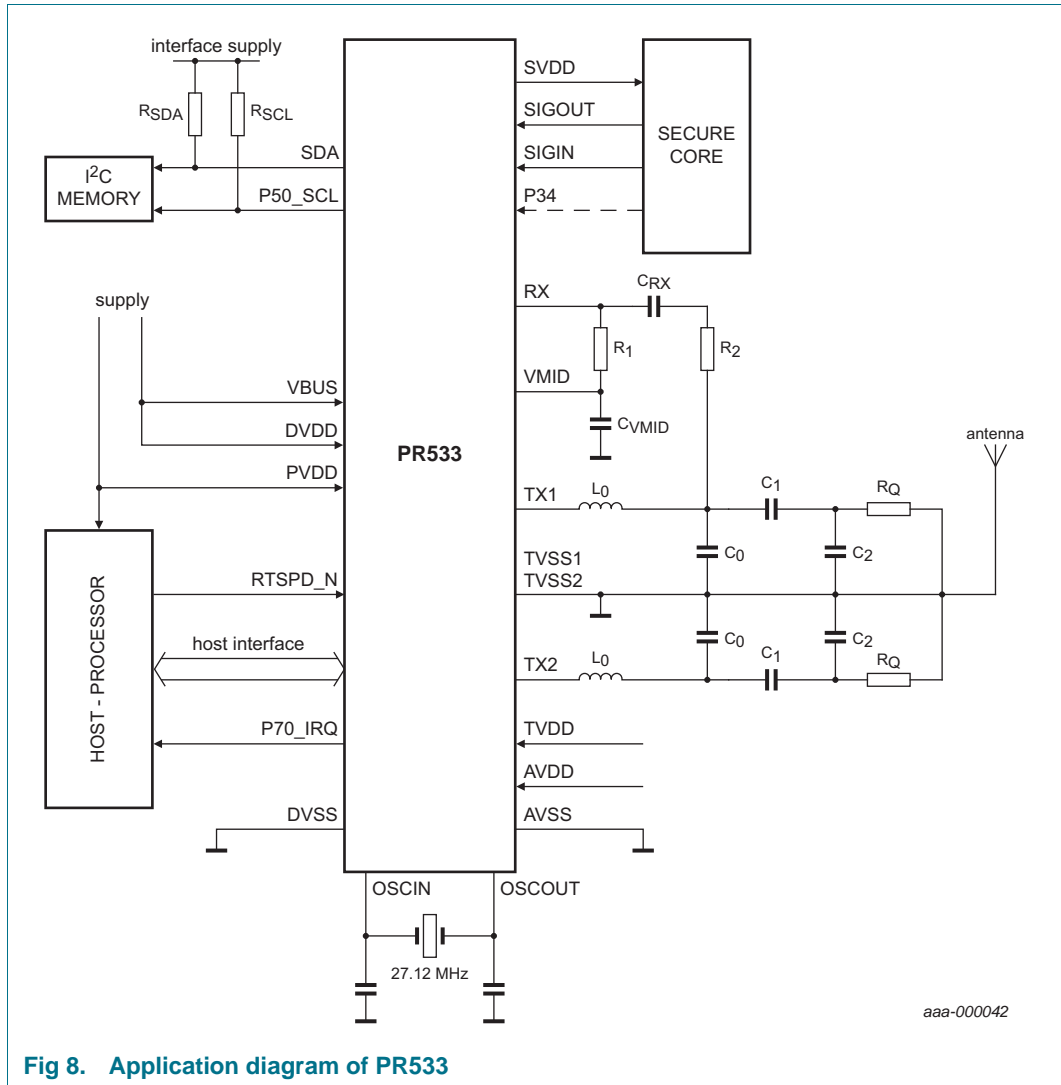 interface supply
RSDA
RSCL
SDA
I2C
MEMORY
P50_SCL
SVDD
SIGOUT
SIGIN
P34
SECURE
CORE
supply
VBUS
DVDD
PVDD
PR533
RX
CRX
R1
R2
VMID
CVMID
antenna
TX1
L0
C1
RQ
C0
C2
TVSS1
TVSS2
C0
C2
TX2
L0
C1
RQ
HOST - PROCESSOR
RTSPD_N
host interface
P70_IRQ
TVDD
AVDD
DVSS
AVSS
OSCIN
OSCOUT
27.12 MHz
aaa-000042
Fig 8. Application diagram of PR533